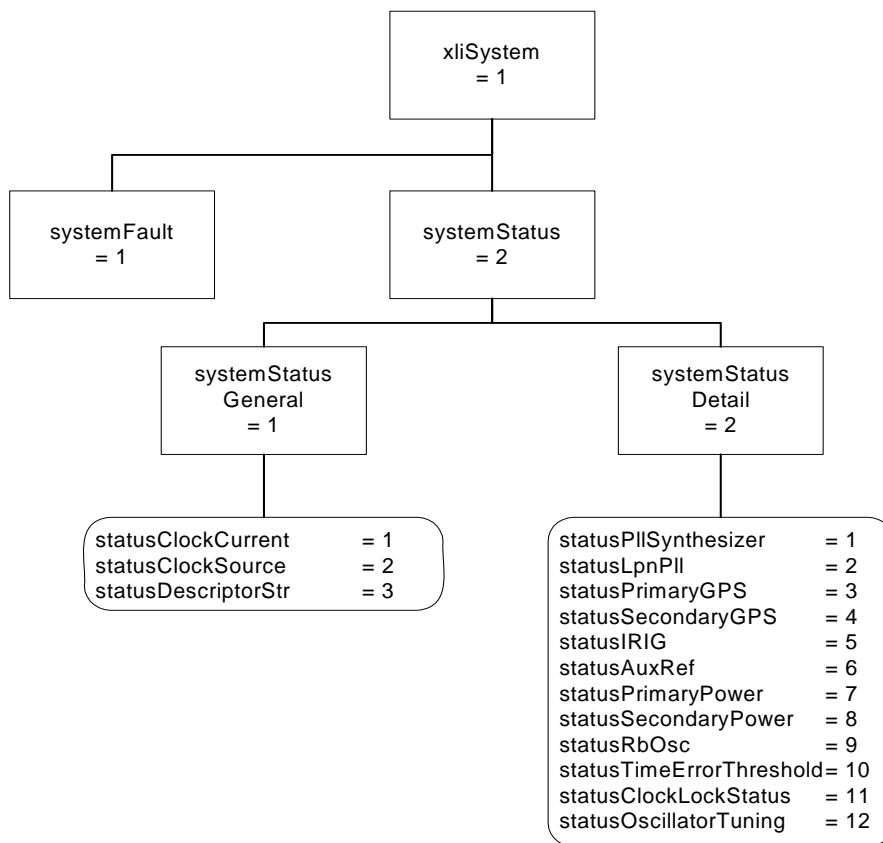 xliSystem
= 1
systemFault
= 1
systemStatus
= 2
systemStatus
General
= 1
systemStatus
Detail
= 2
statusClockCurrent = 1
statusClockSource = 2
statusDescriptorStr = 3
statusPllSynthesizer = 1
statusLpnPll = 2
statusPrimaryGPS = 3
statusSecondaryGPS = 4
statusIRIG = 5
statusAuxRef = 6
statusPrimaryPower = 7
statusSecondaryPower = 8
statusRbOsc = 9
statusTimeErrorThreshold= 10
statusClockLockStatus = 11
statusOscillatorTuning = 12